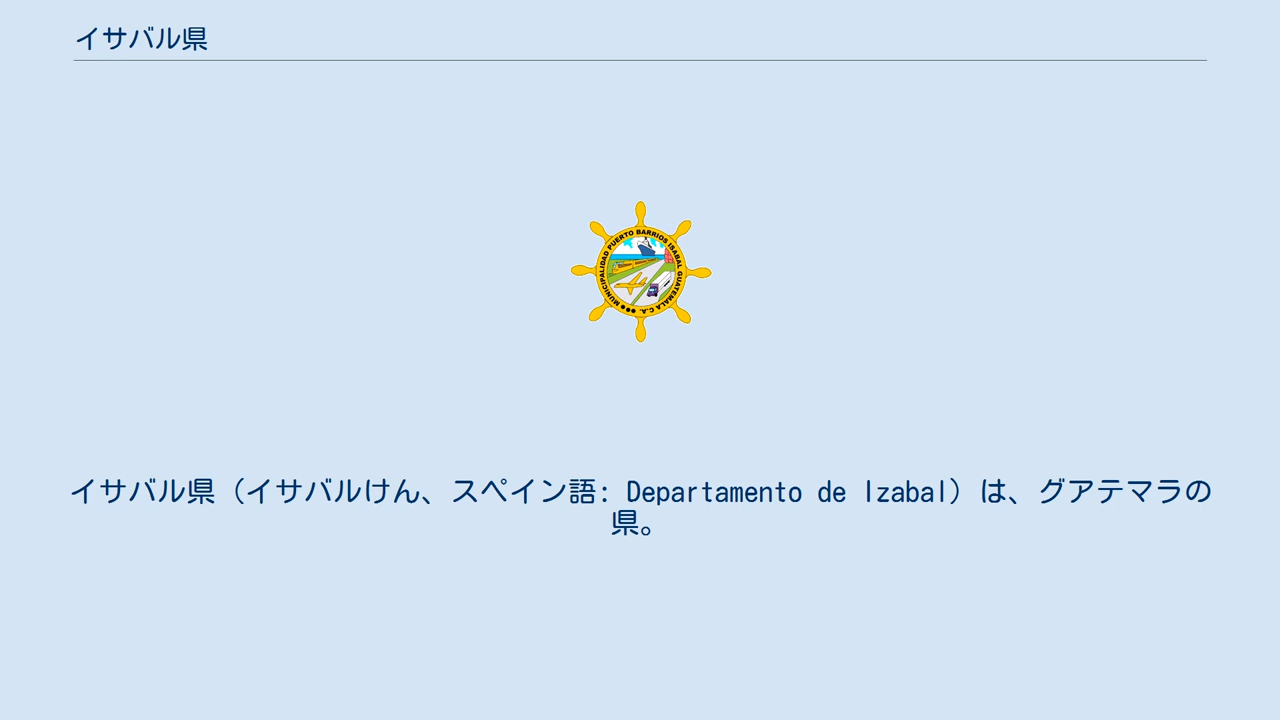 イサバル県
MUNICIPALIDAD PUERTO BARRIOS IZABAL GUATEMALA C.A.
イサバル県（イサバルけん、スペイン語: Departamento de Izabal）は、グアテマラの
県。